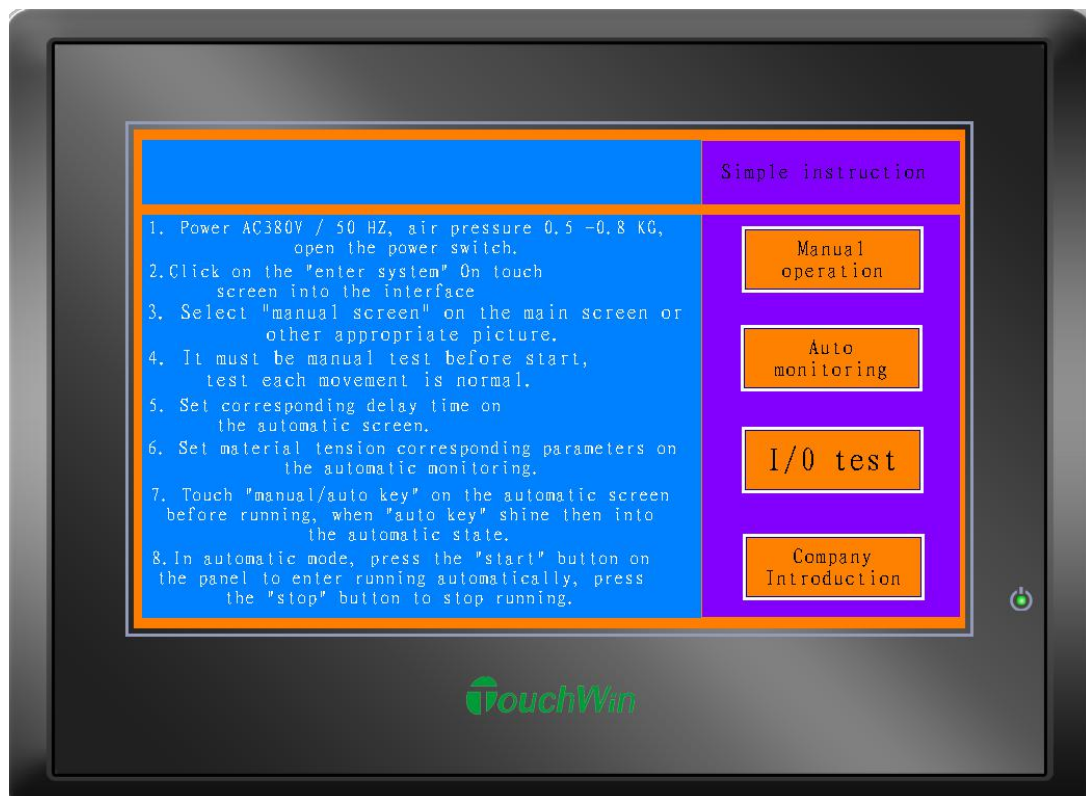 Simple instruction
1. Power AC380V / 50 HZ, air pressure 0.5 -0.8 KG,
open the power switch.
2.Click on the "enter system" On touch
screen into the interface
3. Select "manual screen" on the main screen or
other appropriate picture.
4. It must be manual test before start,
test each movement is normal.
5. Set corresponding delay time on
the automatic screen.
6. Set material tension corresponding parameters on
the automatic monitoring.
7. Touch "manual/auto key" on the automatic screen
before running, when "auto key" shine then into
the automatic state.
8.In automatic mode, press the "start" button on
the panel to enter running automatically, press
the "stop" button to stop running.
Manual
operation
Auto
monitoring
I/O test
Company
Introduction
TouchWin